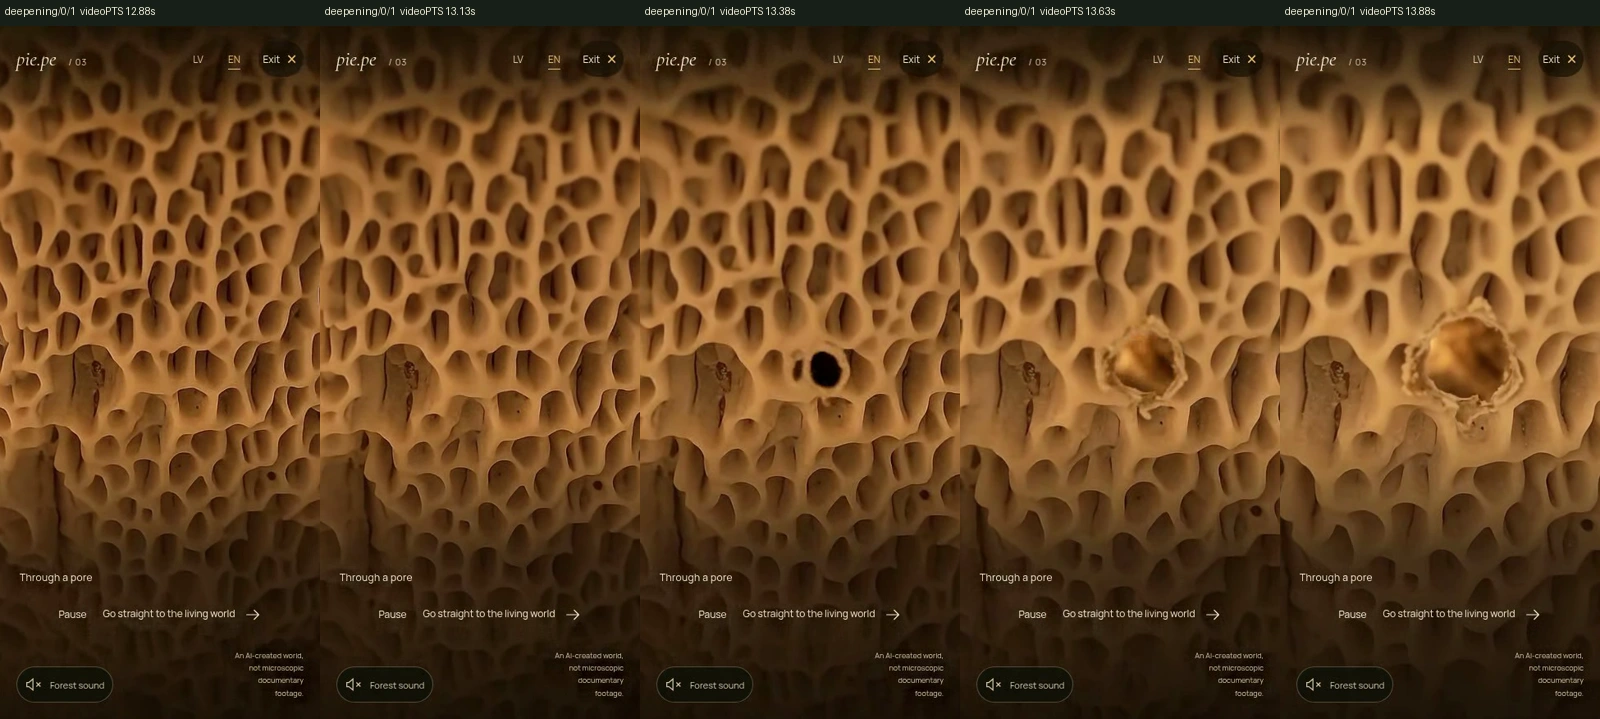 deepening/0/1 videoPTS 12.88s
pie.pe / 03 LV EN Exit ×
Through a pore
Pause Go straight to the living world →
An AI-created world,
not microscopic
documentary
footage.
Forest sound
deepening/0/1 videoPTS 13.13s
pie.pe / 03 LV EN Exit ×
Through a pore
Pause Go straight to the living world →
An AI-created world,
not microscopic
documentary
footage.
Forest sound
deepening/0/1 videoPTS 13.38s
pie.pe / 03 LV EN Exit ×
Through a pore
Pause Go straight to the living world →
An AI-created world,
not microscopic
documentary
footage.
Forest sound
deepening/0/1 videoPTS 13.63s
pie.pe / 03 LV EN Exit ×
Through a pore
Pause Go straight to the living world →
An AI-created world,
not microscopic
documentary
footage.
Forest sound
deepening/0/1 videoPTS 13.88s
pie.pe / 03 LV EN Exit ×
Through a pore
Pause Go straight to the living world →
An AI-created world,
not microscopic
documentary
footage.
Forest sound